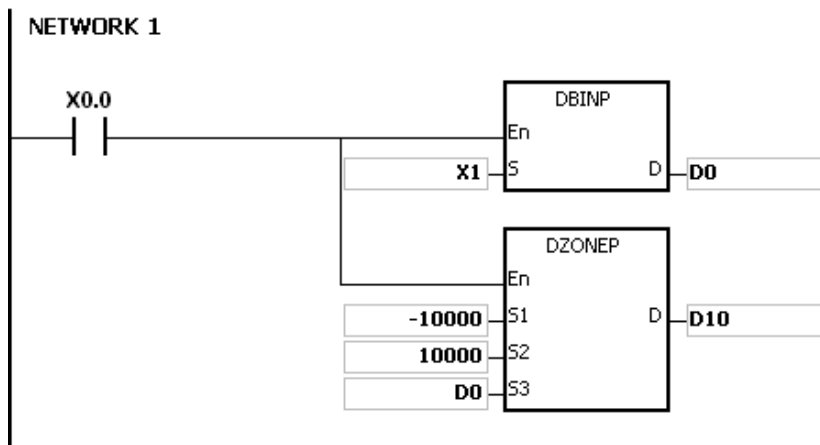 NETWORK 1
X0.0
DBINP
En
X1 S D D0
DZONEP
En
-10000 S1 D D10
10000 S2
D0 S3